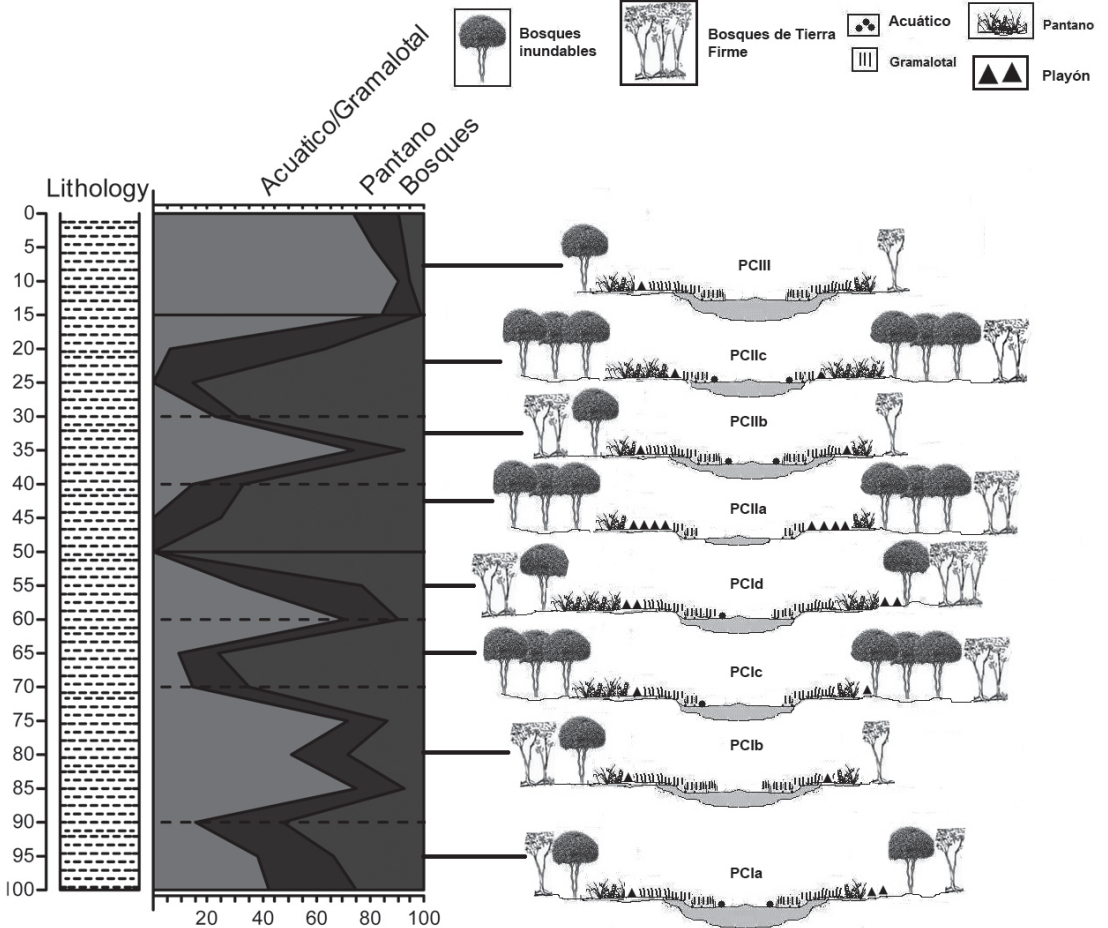 Bosques
inundables
Bosques de Tierra
Firme
Acuático
Gramalotal
Pantano
Playón
Acuatico/Gramalotal
Pantano
Bosques
Lithology
0
5
10
15
20
25
30
35
40
45
50
55
60
65
70
75
80
85
90
95
100
20
40
60
80
100
PCIII
PCIIc
PCIIb
PCIIa
PCId
PCIc
PCIb
PCIa